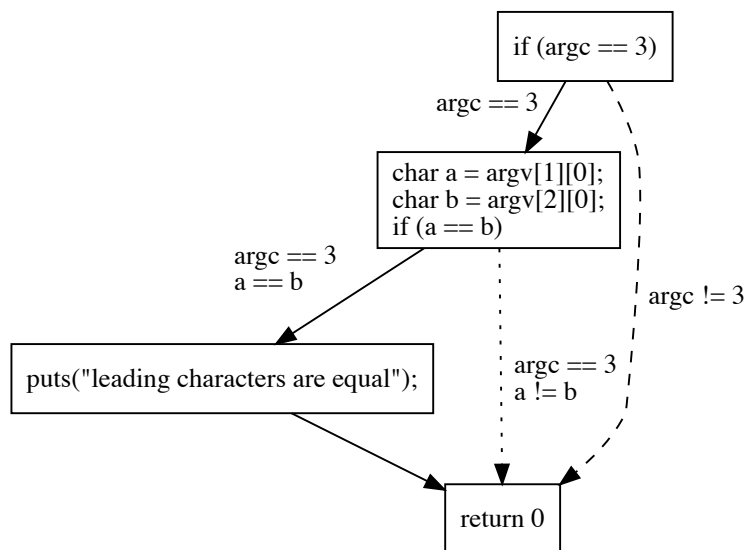 if (argc == 3)
argc == 3
char a = argv[1][0];
char b = argv[2][0];
if (a == b)
argc == 3
a == b
argc != 3
puts("leading characters are equal");
argc == 3
a != b
return 0